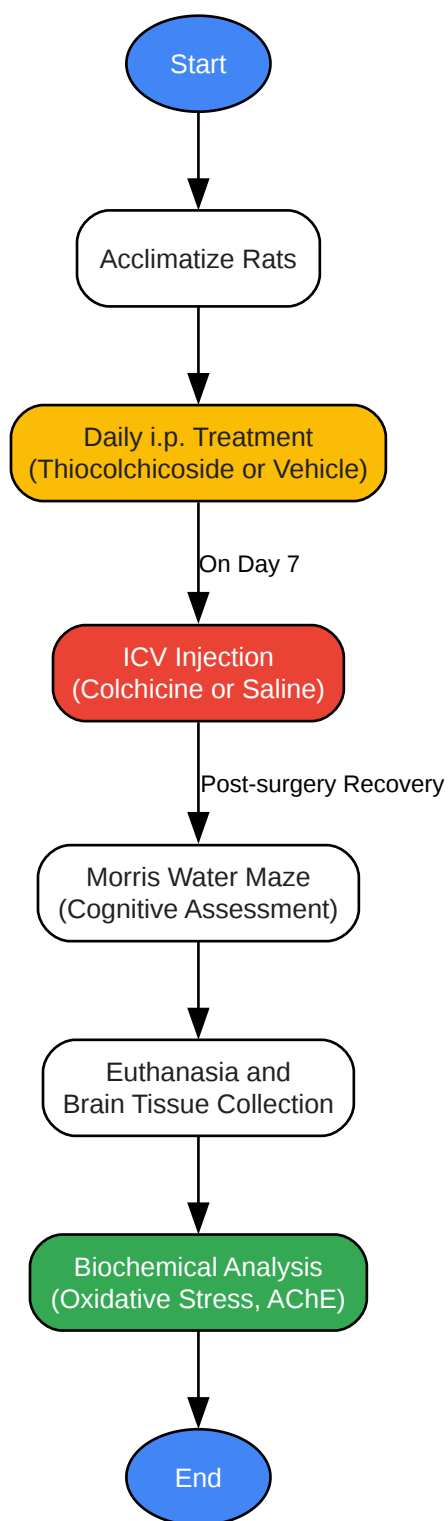 Start
Acclimatize Rats
Daily i.p. Treatment
(Thiocolchicoside or Vehicle)
On Day 7
ICV Injection
(Colchicine or Saline)
Post-surgery Recovery
Morris Water Maze
(Cognitive Assessment)
Euthanasia and
Brain Tissue Collection
Biochemical Analysis
(Oxidative Stress, AChE)
End